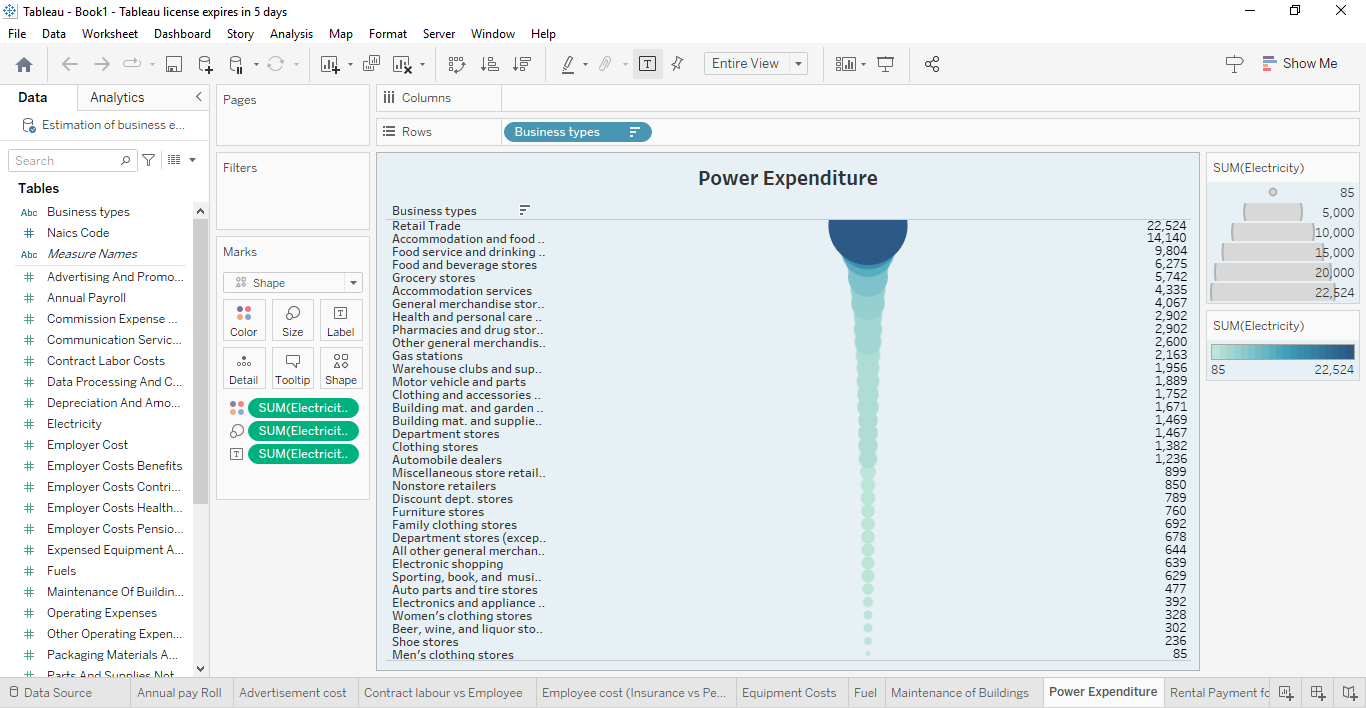 Tableau - Book1 - Tableau license expires in 5 days
File Data Worksheet Dashboard Story Analysis Map Format Server Window Help
Entire View
Show Me
Data Analytics
Estimation of business e...
Search
Tables
Abc Business types
Naics Code
Abc Measure Names
Advertising And Promo...
Annual Payroll
Commission Expense ...
Communication Servic...
Contract Labor Costs
Data Processing And C...
Depreciation And Amo...
Electricity
Employer Cost
Employer Costs Benefits
Employer Costs Contri...
Employer Costs Health...
Employer Costs Pensio...
Expensed Equipment A...
Fuels
Maintenance Of Buildin...
Operating Expenses
Other Operating Expen...
Packaging Materials A...
Parts And Supplies Not
Pages
Filters
Marks
Shape
Color Size Label
Detail Tooltip Shape
SUM(Electricit..
SUM(Electricit..
SUM(Electricit..
Columns
Rows Business types
Power Expenditure
Business types
Retail Trade 22,524
Accommodation and food .. 14,140
Food service and drinking .. 9,804
Food and beverage stores 6,275
Grocery stores 5,742
Accommodation services 4,335
General merchandise stor.. 4,067
Health and personal care .. 2,902
Pharmacies and drug stor.. 2,902
Other general merchandis.. 2,600
Gas stations 2,163
Warehouse clubs and sup.. 1,956
Motor vehicle and parts 1,889
Clothing and accessories .. 1,752
Building mat. and garden .. 1,671
Building mat. and supplie.. 1,469
Department stores 1,467
Clothing stores 1,382
Automobile dealers 1,236
Miscellaneous store retail.. 899
Nonstore retailers 850
Discount dept. stores 789
Furniture stores 760
Family clothing stores 692
Department stores (excep.. 678
All other general merchan.. 644
Electronic shopping 639
Sporting, book, and musi.. 629
Auto parts and tire stores 477
Electronics and appliance .. 392
Women's clothing stores 328
Beer, wine, and liquor sto.. 302
Shoe stores 236
Men's clothing stores 85
SUM(Electricity)
85
5,000
10,000
15,000
20,000
22,524
SUM(Electricity)
85 22,524
Data Source Annual pay Roll Advertisement cost Contract labour vs Employee Employee cost (Insurance vs Pe... Equipment Costs Fuel Maintenance of Buildings Power Expenditure Rental Payment fo